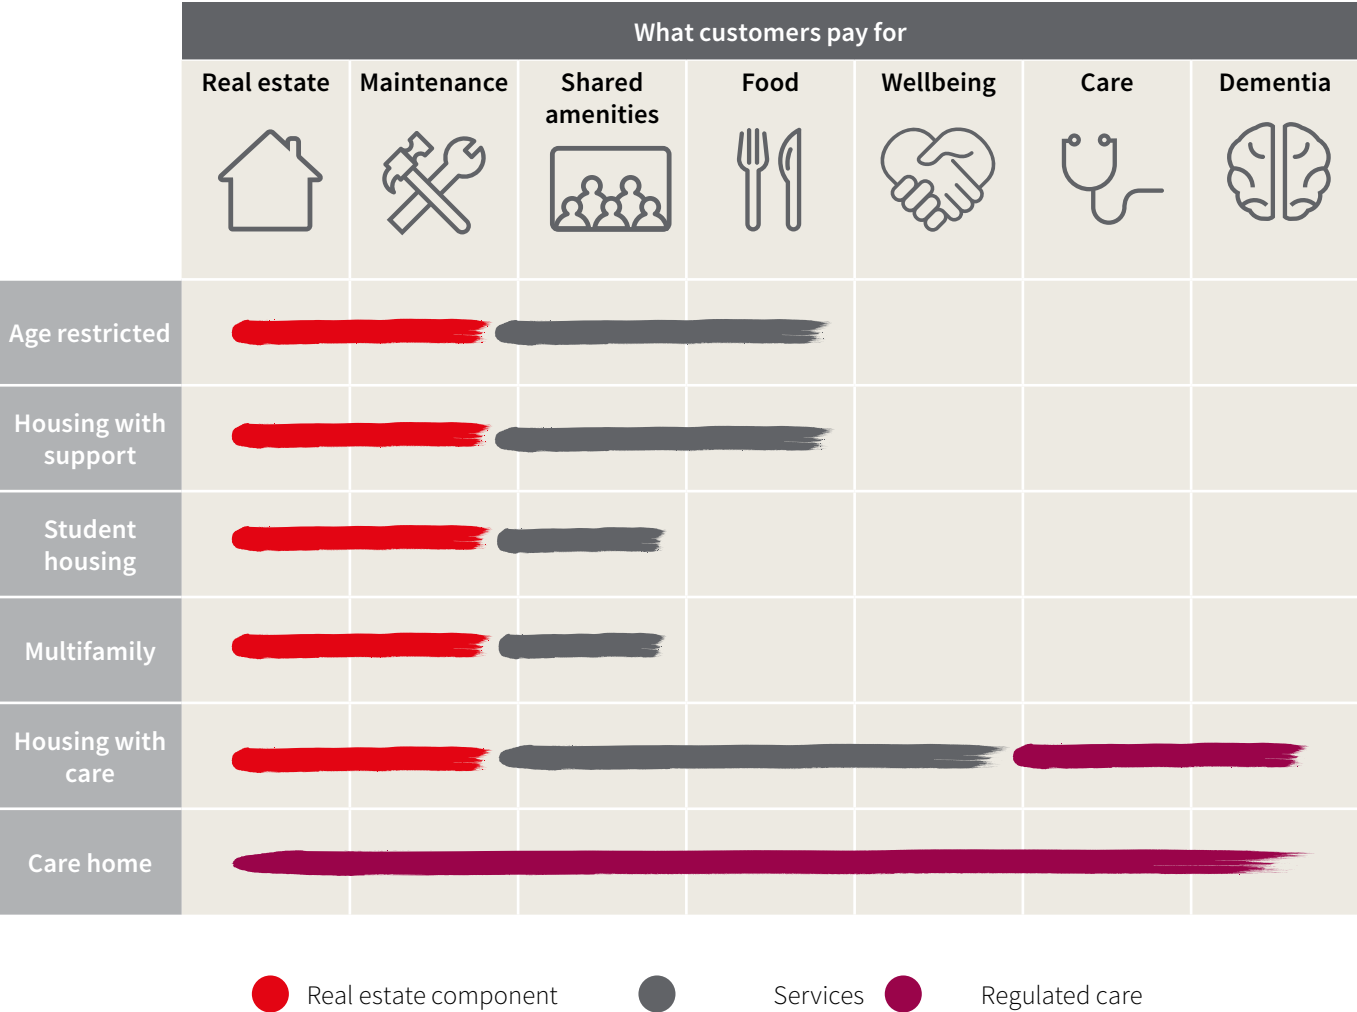 What customers pay for
Real estate
Maintenance
Shared
amenities
Food
Wellbeing
Care
Dementia
Age restricted
Housing with
support
Student
housing
Multifamily
Housing with
care
Care home
Real estate component
Services
Regulated care